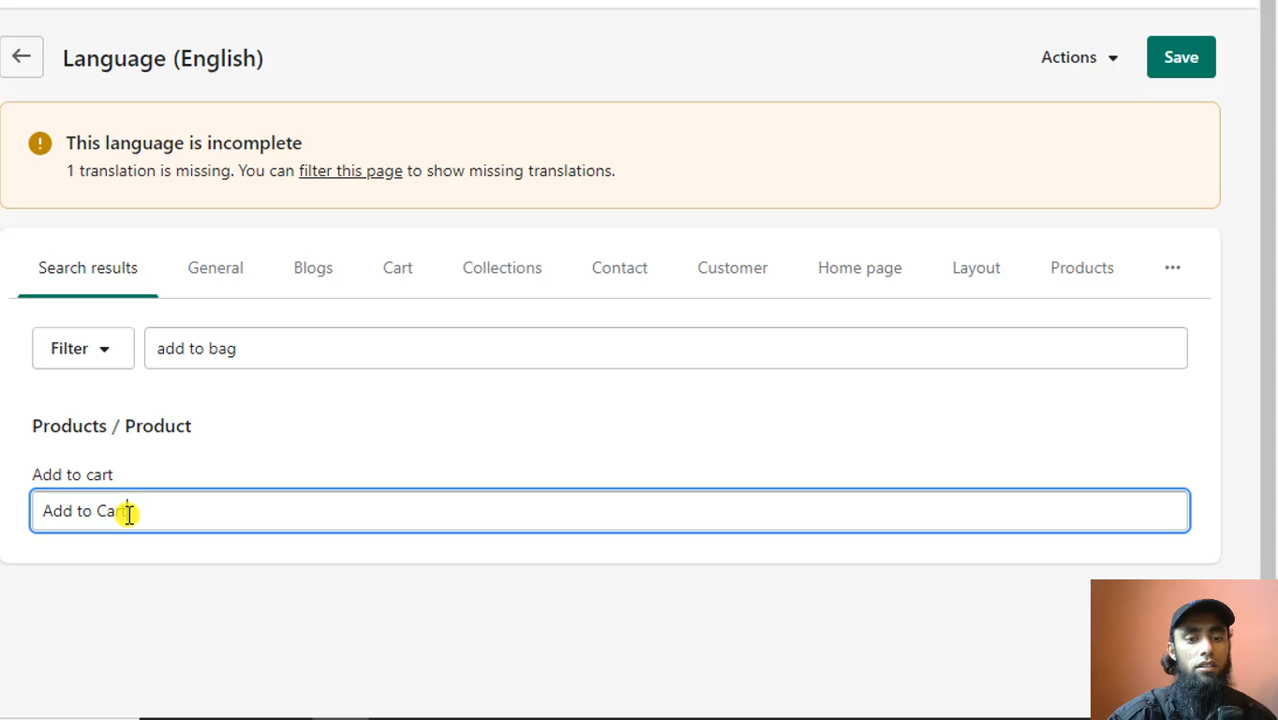 Language (English)
Actions
Save
This language is incomplete
1 translation is missing. You can filter this page to show missing translations.
Search results General Blogs Cart Collections Contact Customer Home page Layout Products ···
Filter
add to bag
Products / Product
Add to cart
Add to Cart